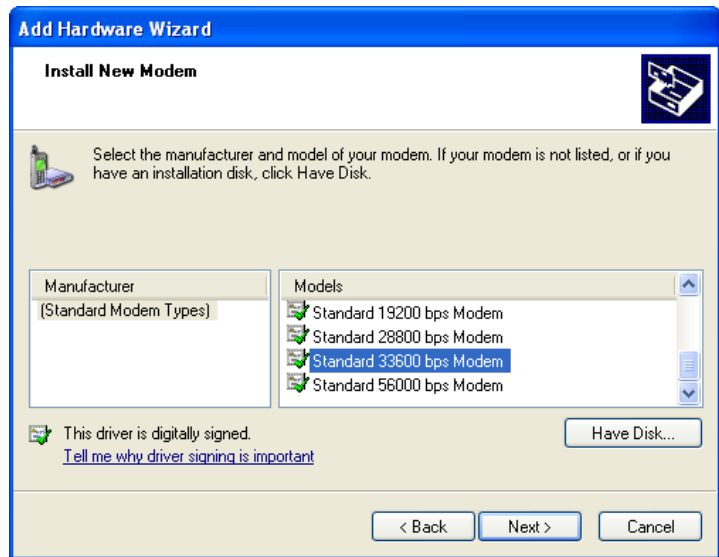 Add Hardware Wizard
Install New Modem
Select the manufacturer and model of your modem. If your modem is not listed, or if you
have an installation disk, click Have Disk.
Manufacturer
(Standard Modem Types)
Models
Standard 19200 bps Modem
Standard 28800 bps Modem
Standard 33600 bps Modem
Standard 56000 bps Modem
This driver is digitally signed.
Tell me why driver signing is important
Have Disk...
< Back
Next >
Cancel